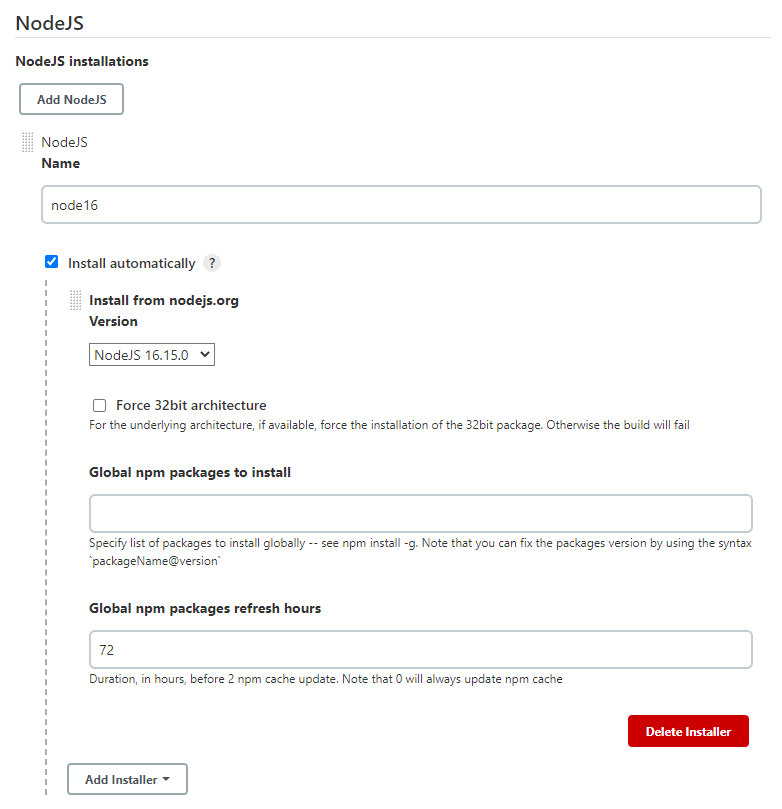 NodeJS
NodeJS installations
Add NodeJS
NodeJS
Name
node16
Install automatically ?
Install from nodejs.org
Version
NodeJS 16.15.0
Force 32bit architecture
For the underlying architecture, if available, force the installation of the 32bit package. Otherwise the build will fail
Global npm packages to install
Specify list of packages to install globally -- see npm install -g. Note that you can fix the packages version by using the syntax
`packageName@version`
Global npm packages refresh hours
72
Duration, in hours, before 2 npm cache update. Note that 0 will always update npm cache
Delete Installer
Add Installer